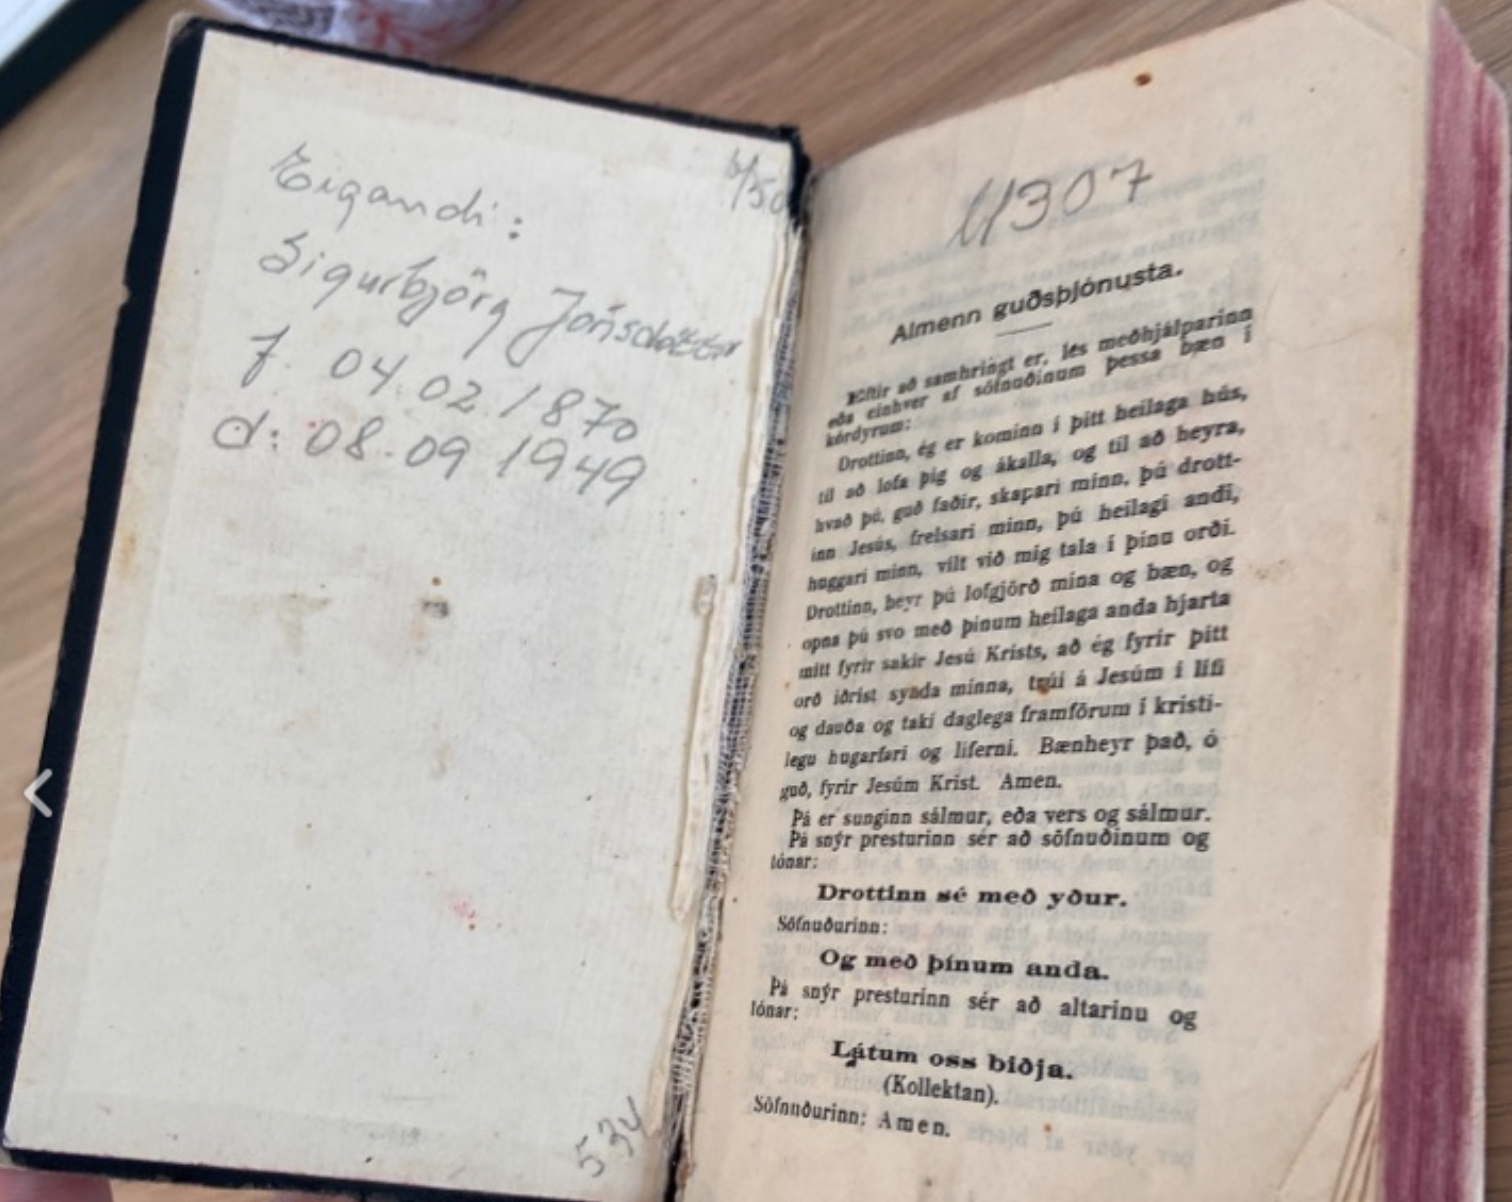 Eigandi:
Sigurbjörg Jónsdóttir
f. 04.02.1870
d: 08.09 1949
534
307
Almenn guðsþjónusta.
Eftir að samhringt er, les meðhjálparinn
eða einhver af söfnuðinum þessa bæn í
kórdyrum:
Drottinn, ég er kominn í þitt heilaga hús,
til að lofa þig og ákalla, og til að heyra,
hvað þú, guð faðir, skapari minn, þú drott-
inn Jesús, frelsari minn, þú heilagi andi,
huggari minn, vilt við mig tala í þínu orði.
Drottinn, heyr þú lofgjörð mína og bæn, og
opna þú svo með þínum heilaga anda hjarta
mitt fyrir sakir Jesú Krists, að ég fyrir þitt
orð iðrist synda minna, trúi á Jesúm í lífi
og dauða og taki daglega framförum í kristi-
legu hugarfari og líferni. Bænheyr það, ó
guð, fyrir Jesúm Krist. Amen.
Þá er sunginn sálmur, eða vers og sálmur.
Þá snýr presturinn sér að söfnuðinum og
tónar:
Drottinn sé með yður.
Söfnuðurinn:
Og með þínum anda.
Þá snýr presturinn sér að altarinu og
tónar:
Látum oss biðja.
(Kollektan).
Söfnuðurinn: Amen.